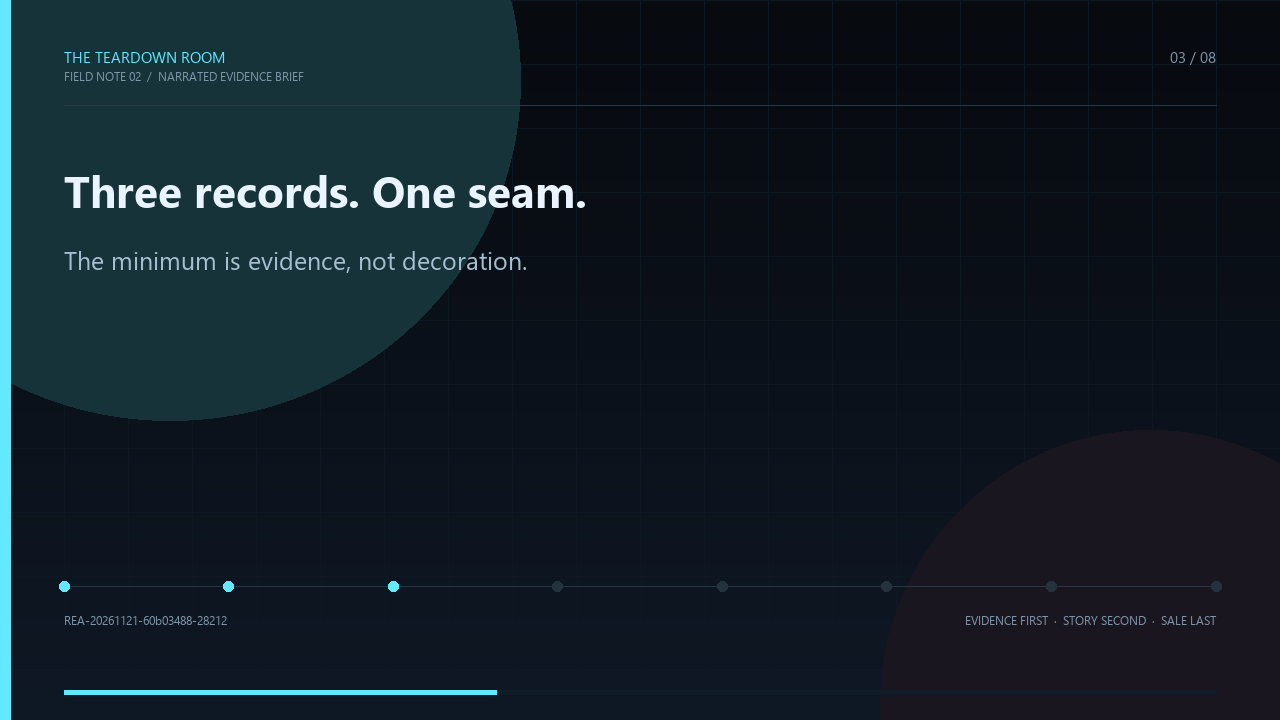 THE TEARDOWN ROOM
03 / 08
FIELD NOTE 02 / NARRATED EVIDENCE BRIEF
Three records. One seam.
The minimum is evidence, not decoration.
REA-20261121-60b03488-28212
EVIDENCE FIRST · STORY SECOND · SALE LAST